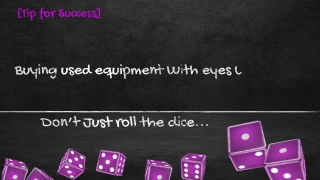 [Tip for Success]
Buying used equipment with eyes
Don't just roll the dice...